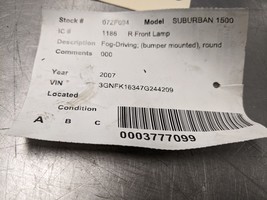 Stock # 072P684 Model SUBURBAN 1500
IC # 1186 R Front Lamp
Description Fog-Driving, (bumper mounted), round
Comments 000
Year 2007
VIN 3GNFK16347G244209
Located
Condition
A B C
0003777099